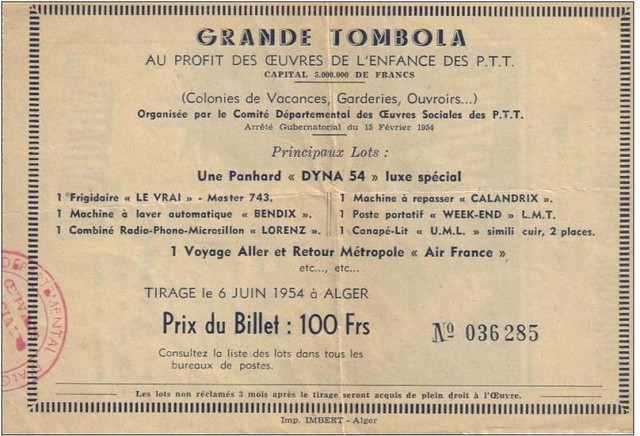 GRANDE TOMBOLA
AU PROFIT DES ŒUVRES DE L'ENFANCE DES P.T.T.
CAPITAL 5.000.000 DE FRANCS
(Colonies de Vacances, Garderies, Ouvroirs...)
Organisée par le Comité Départemental des Œuvres Sociales des P.T.T.
Arrêté Gubernatorial du 15 Février 1954
Principaux Lots :
Une Panhard « DYNA 54 » luxe spécial
1 Frigidaire « LE VRAI » - Master 743.
1 Machine à laver automatique « BENDIX ».
1 Combiné Radio-Phono-Microsillon « LORENZ ».
1 Machine à repasser « CALANDRIX ».
1 Poste portatif « WEEK-END » L.M.T.
1 Canapé-Lit « U.M.L. » simili cuir, 2 places.
1 Voyage Aller et Retour Métropole « Air France »
etc..., etc...
TIRAGE le 6 JUIN 1954 à ALGER
Prix du Billet : 100 Frs
Nº 036285
Consultez la liste des lots dans tous les
bureaux de postes.
Les lots non réclamés 3 mois après le tirage seront acquis de plein droit à l'Œuvre.
Imp. IMBERT - Alger